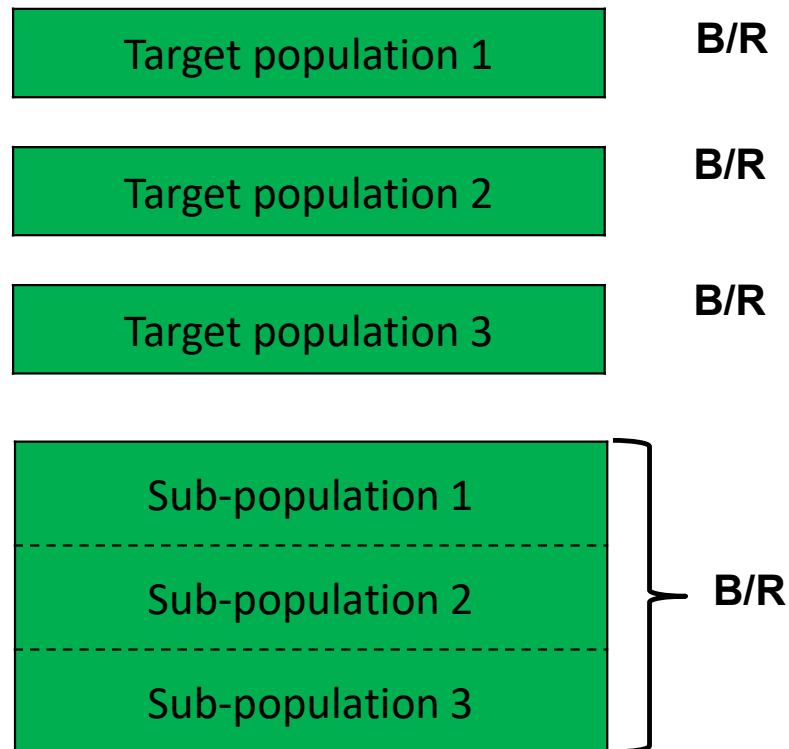 Target population 1
B/R
Target population 2
B/R
Target population 3
B/R
Sub-population 1
Sub-population 2
B/R
Sub-population 3